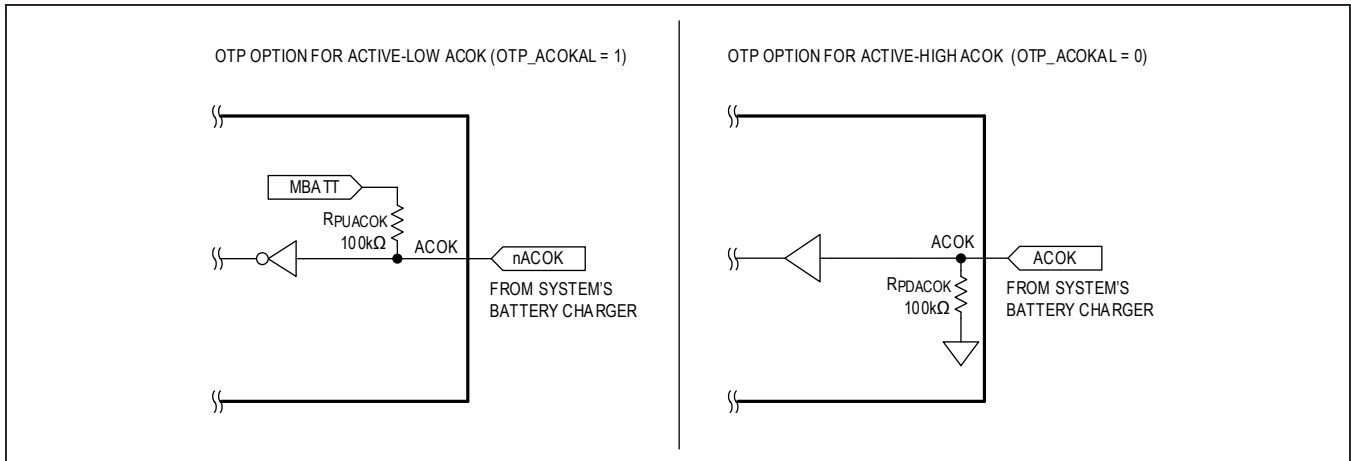 OTP OPTION FOR ACTIVE-LOW ACOK (OTP_ACOKAL = 1)
MBATT
RPUACOK
100kΩ
ACOK
nACOK
FROM SYSTEM'S
BATTERY CHARGER
OTP OPTION FOR ACTIVE-HIGH ACOK (OTP_ACOKAL = 0)
ACOK
ACOK
RPDACOK
100kΩ
FROM SYSTEM'S
BATTERY CHARGER